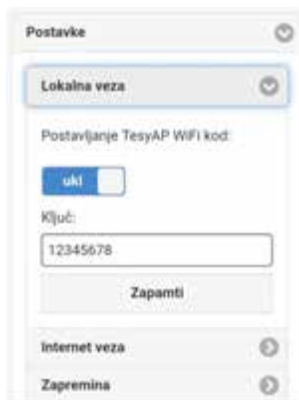 Postavke
Lokalna veza
Postavljanje TesyAP WiFi kod:
ukl
Ključ:
12345678
Zapamti
Internet veza
Zapremina